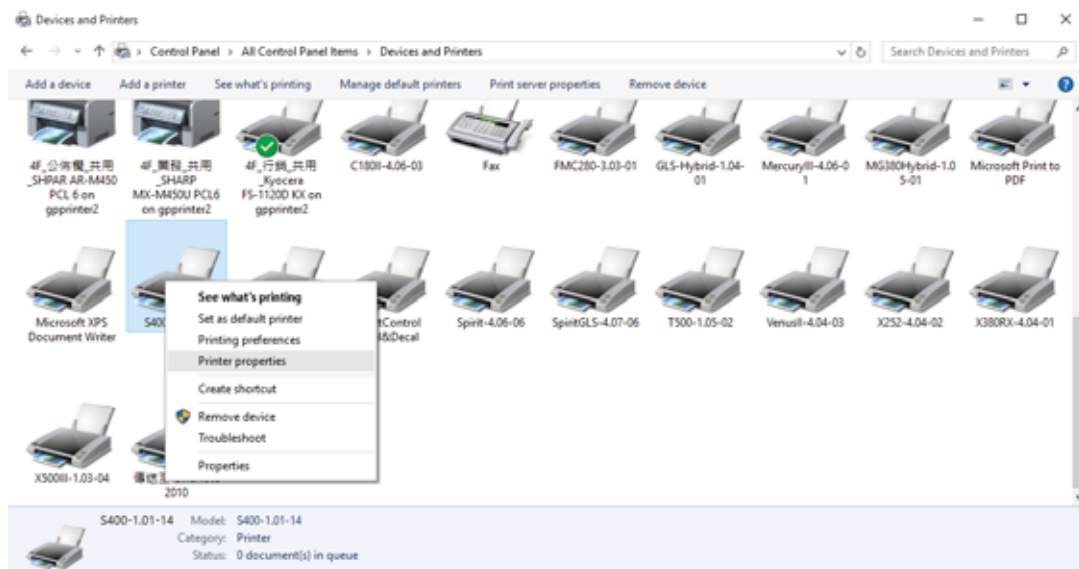 Devices and Printers
Control Panel > All Control Panel Items > Devices and Printers
Search Devices and Printers
Add a device
Add a printer
See what's printing
Manage default printers
Print server properties
Remove device
4F_公佈欄_共用
_SHPAR AR-M450
PCL 6 on
gpprinter2
4F_業務_共用
_SHARP
MX-M450U PCL6
on gpprinter2
4F_行銷_共用
_Kyocera
FS-1120D KX on
gpprinter2
C180II-4.06-03
Fax
FMC280-3.03-01
GLS-Hybrid-1.04-
01
MercuryIII-4.06-0
1
MG380Hybrid-1.0
5-01
Microsoft Print to
PDF
Microsoft XPS
Document Writer
S400
tControl
&Decal
Spirit-4.06-06
SpiritGLS-4.07-06
T500-1.05-02
VenusII-4.04-03
X252-4.04-02
X380RX-4.04-01
See what's printing
Set as default printer
Printing preferences
Printer properties
Create shortcut
Remove device
Troubleshoot
Properties
X500III-1.03-04
2010
S400-1.01-14
Model: S400-1.01-14
Category: Printer
Status: 0 document(s) in queue